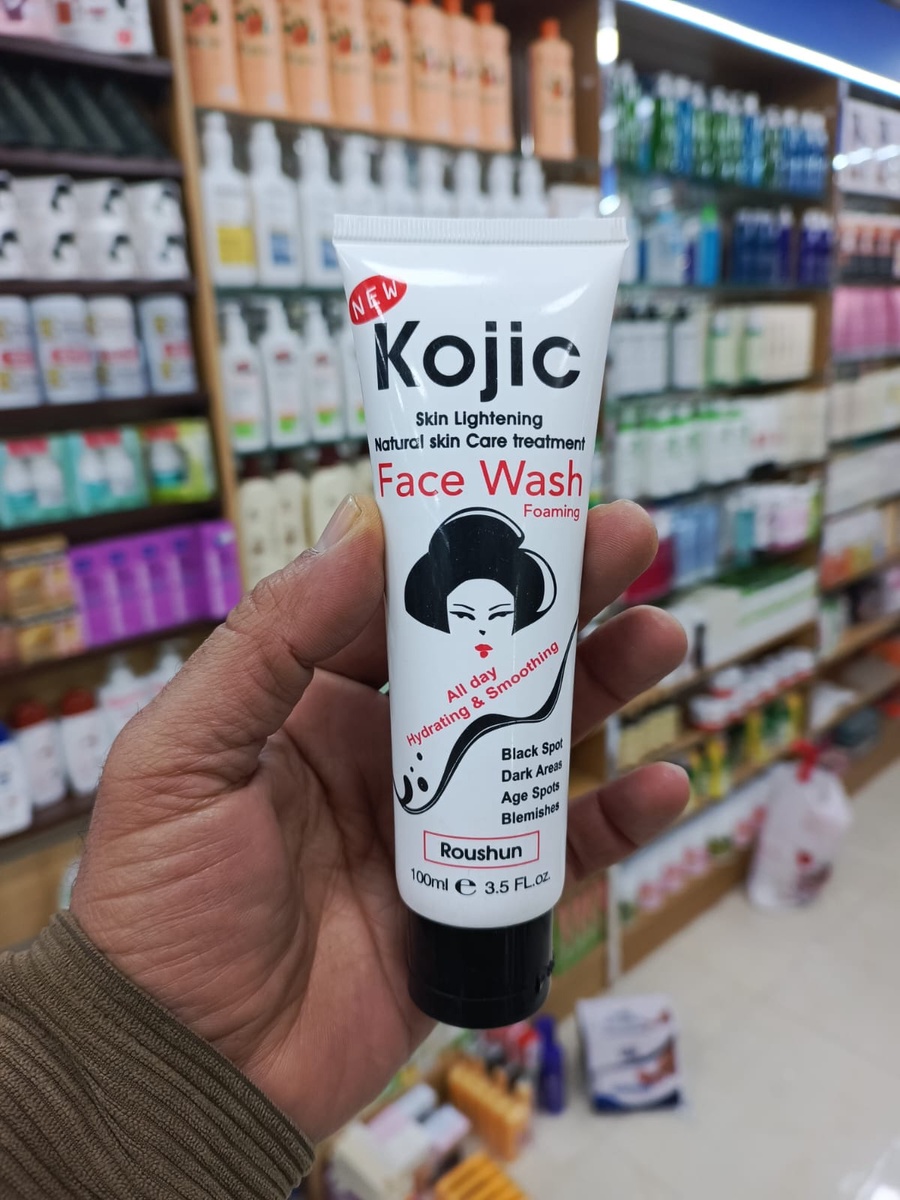 NEW
Kojic
Skin Lightening
Natural skin Care treatment
Face Wash
Foaming
All day
Hydrating & Smoothing
Black Spot
Dark Areas
Age Spots
Blemishes
Roushun
100ml e 3.5 FL.oz.